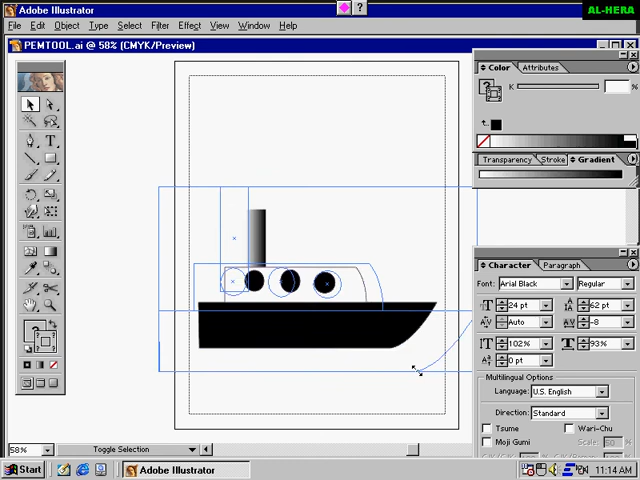 Adobe Illustrator
AL-HERA
File Edit Object Type Select Filter Effect View Window Help
PEMTOOL.ai @ 58% (CMYK/Preview)
Color Attributes
K %
Transparency Stroke Gradient
Character Paragraph
Font: Arial Black Regular
24 pt 62 pt
Auto -8
102% 93%
0 pt
Multilingual Options
Language: U.S. English
Direction: Standard
Tsume Wari-Chu
Moji Gumi Scale: 50 %
58% Toggle Selection
Start Adobe Illustrator 11:14 AM